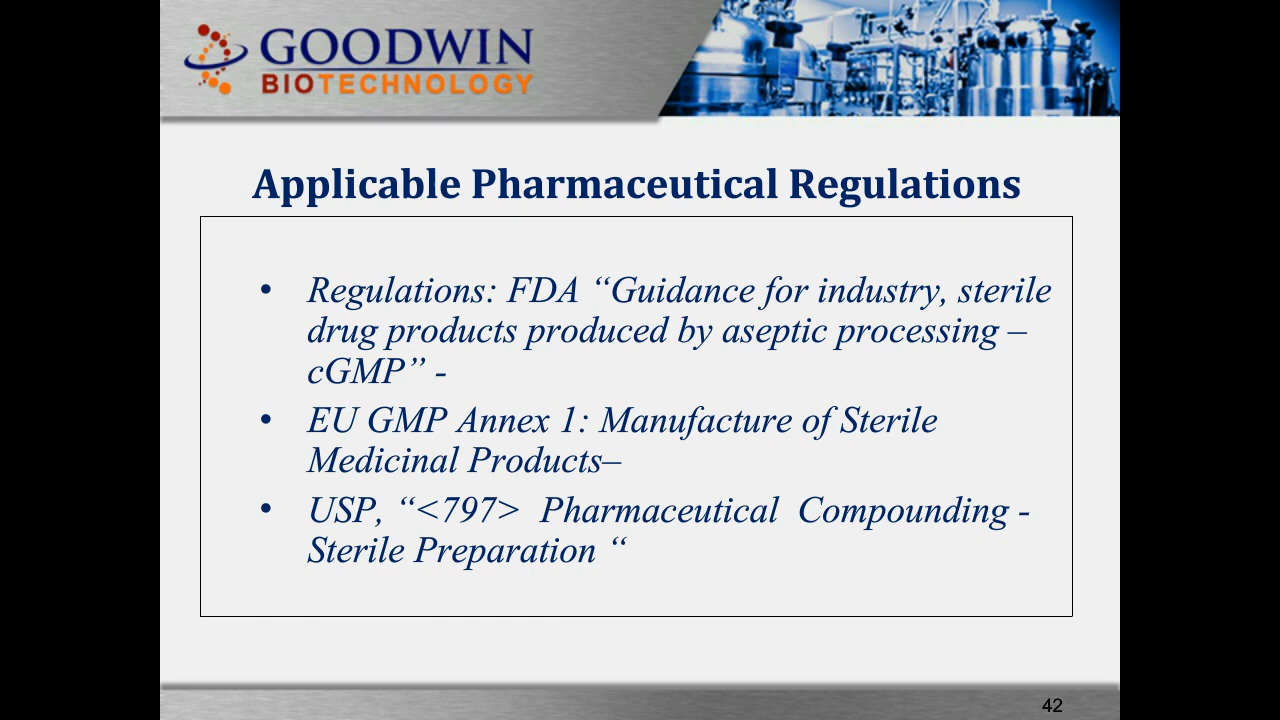 GOODWIN
BIOTECHNOLOGY
Applicable Pharmaceutical Regulations
• Regulations: FDA “Guidance for industry, sterile
drug products produced by aseptic processing –
cGMP” -
• EU GMP Annex 1: Manufacture of Sterile
Medicinal Products–
• USP, “<797>  Pharmaceutical  Compounding -
Sterile Preparation “
42